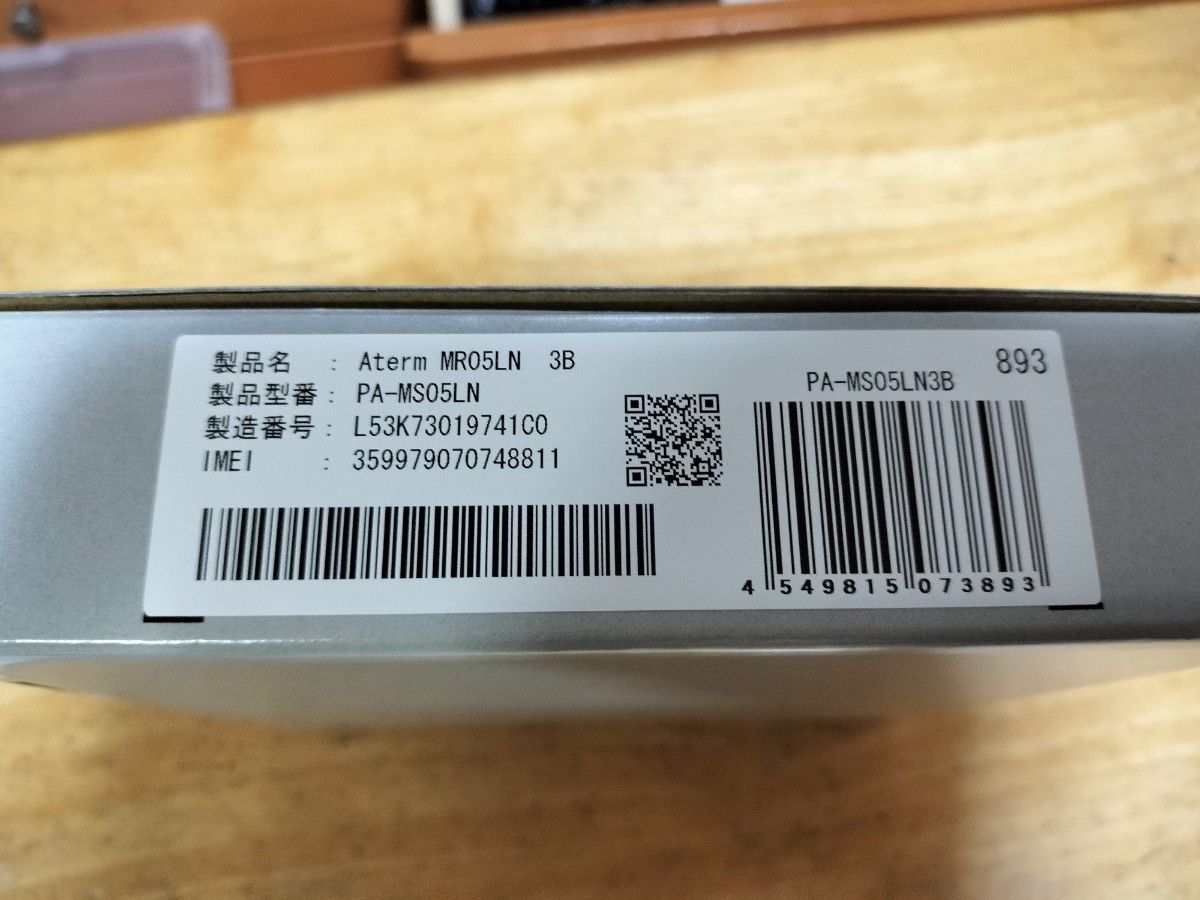 製品名 : Aterm MR05LN 3B
製品型番 : PA-MS05LN
製造番号 : L53K73019741C0
IMEI : 359979070748811
893
PA-MS05LN3B
4 549815 073893